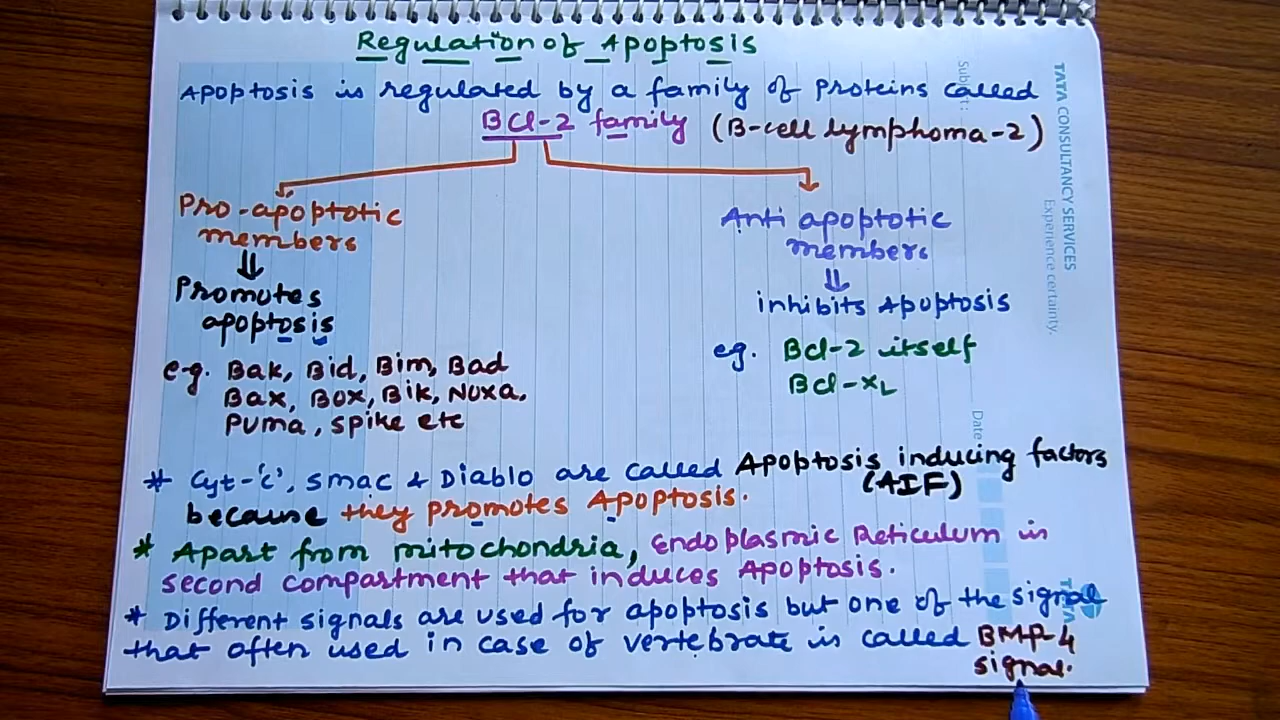 Regulation of Apoptosis
Apoptosis is regulated by a family of proteins called
Bcl-2 family (B-cell lymphoma-2)
Pro-apoptotic
members
Promotes
apoptosis
e.g. Bak, Bid, Bim, Bad
Bax, Box, Bik, Noxa,
Puma, Spike etc
Anti apoptotic
members
inhibits Apoptosis
eg. Bcl-2 itself
Bcl-xL
* Cyt-'c', smac & Diablo are called Apoptosis inducing factors
(AIF)
because they promotes Apoptosis.
* Apart from mitochondria, Endoplasmic Reticulum is
second compartment that induces Apoptosis.
* Different signals are used for apoptosis but one of the signal
that often used in case of vertebrate is called BMP-4
signal.
TATA CONSULTANCY SERVICES
Experience certainty.
Date